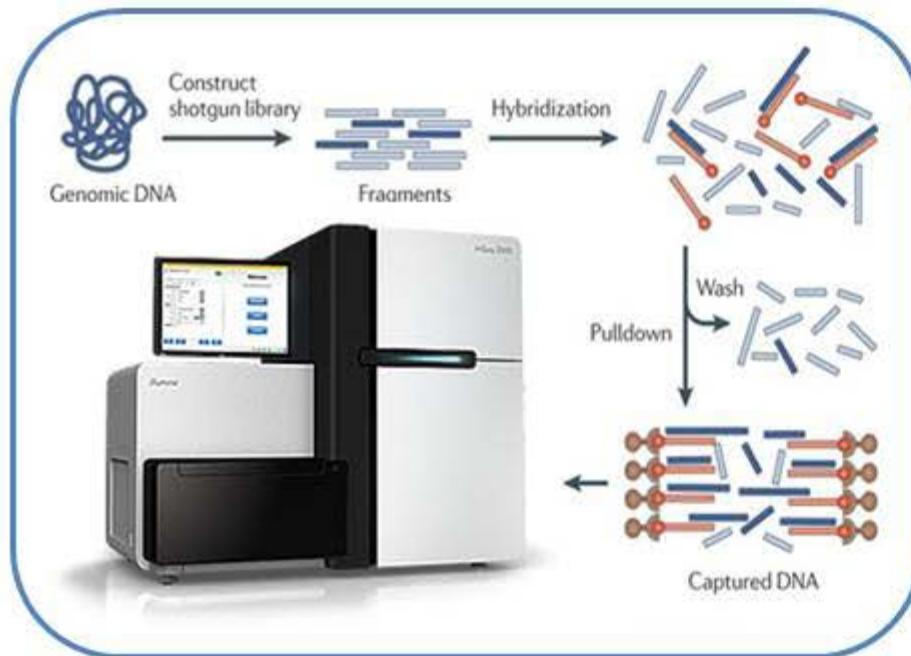 Construct
shotgun library
Hybridization
Genomic DNA
Fragments
Wash
Pulldown
Captured DNA